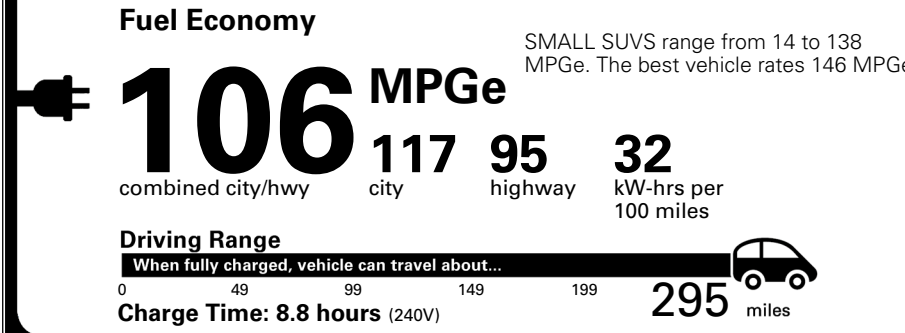 Fuel Economy
SMALL SUVS range from 14 to 138
MPGe. The best vehicle rates 146 MPGe
106 MPGe
combined city/hwy
117
city
95
highway
32
kW-hrs per
100 miles
Driving Range
When fully charged, vehicle can travel about...
0 49 99 149 199 295 miles
Charge Time: 8.8 hours (240V)